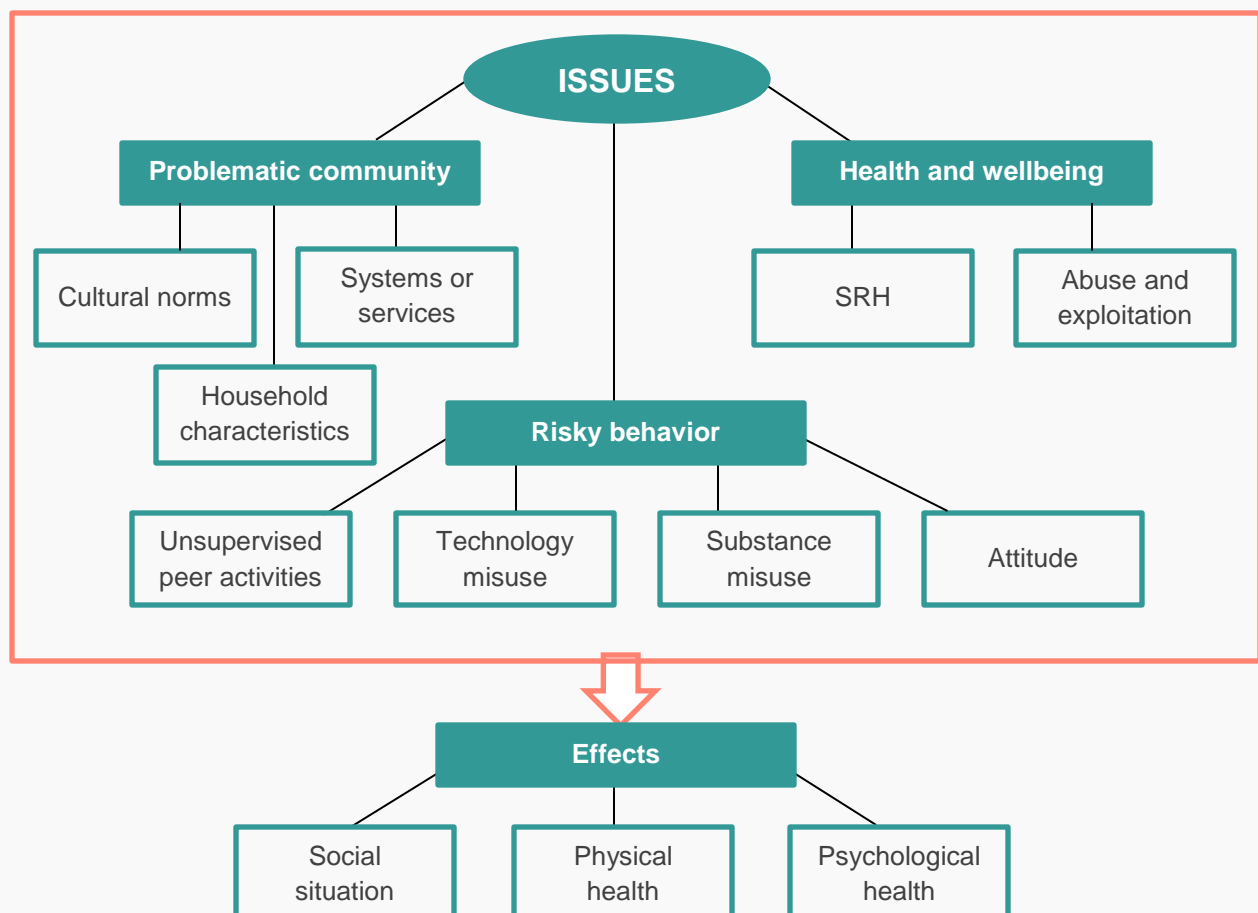 ISSUES
Problematic community
Health and wellbeing
Cultural norms
Systems or
services
SRH
Abuse and
exploitation
Household
characteristics
Risky behavior
Unsupervised
peer activities
Technology
misuse
Substance
misuse
Attitude
Effects
Social
situation
Physical
health
Psychological
health